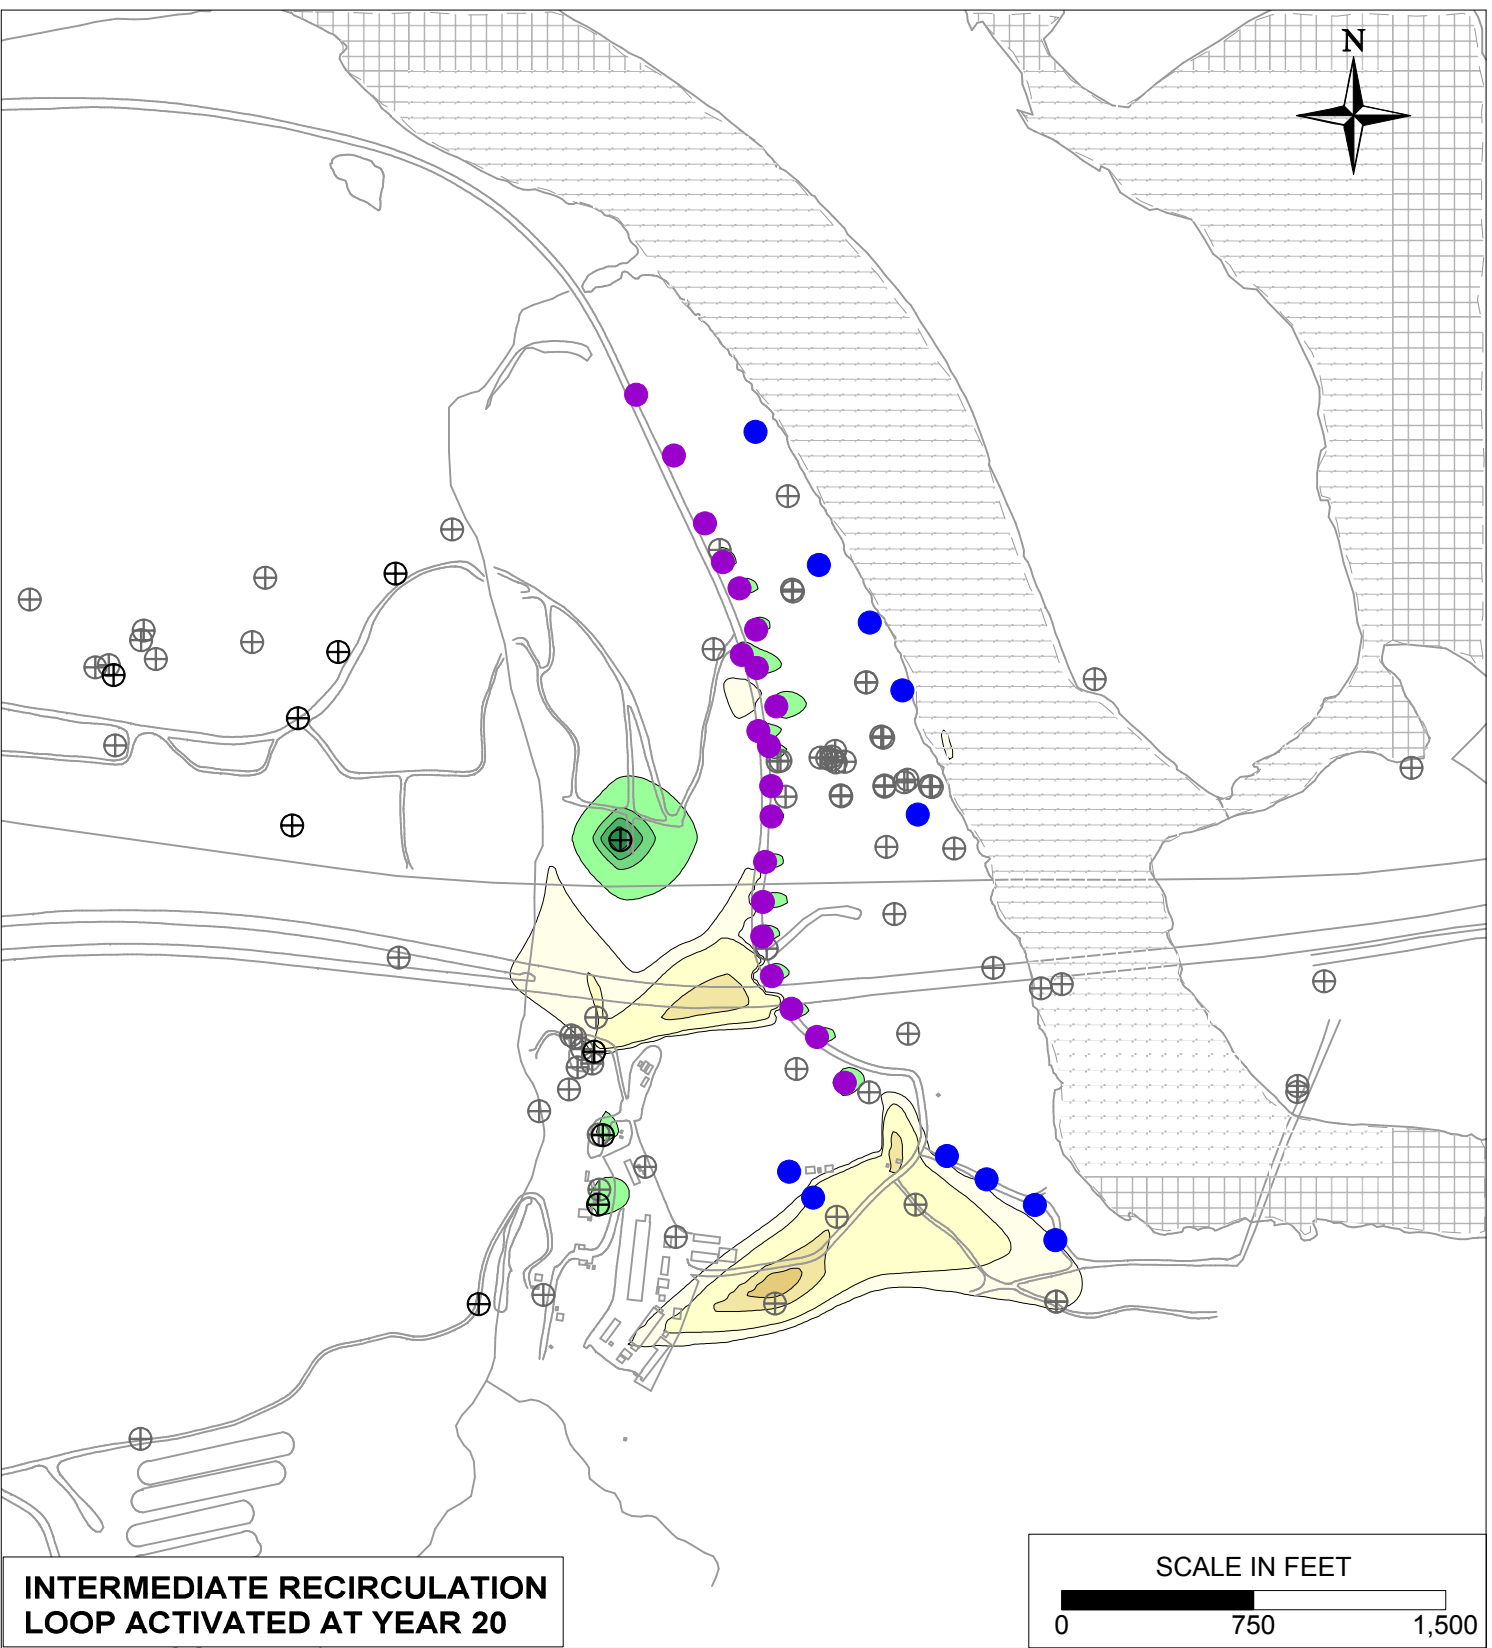 N
INTERMEDIATE RECIRCULATION
LOOP ACTIVATED AT YEAR 20
SCALE IN FEET
0 750 1,500